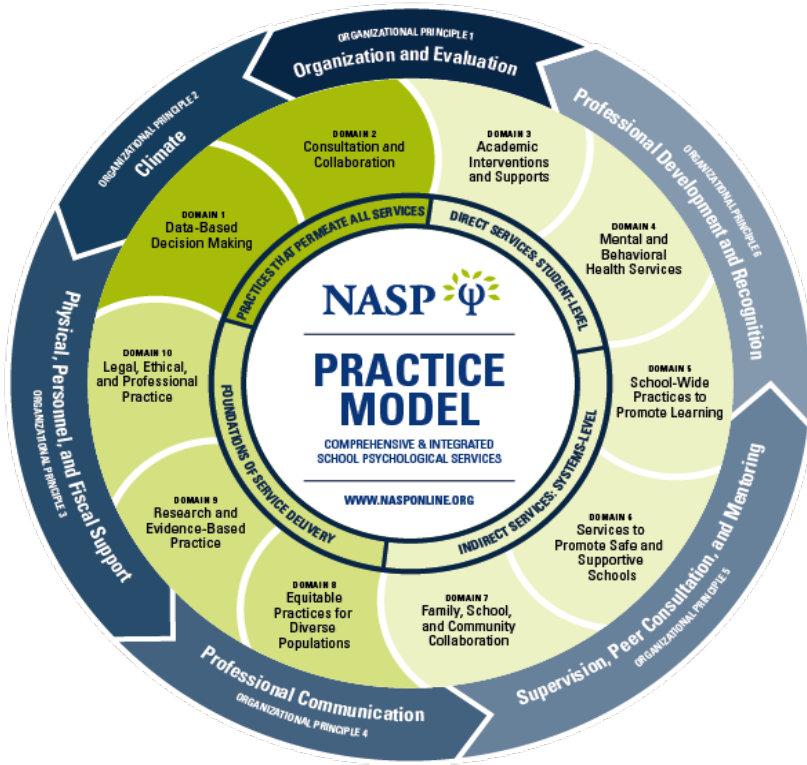 NASP
PRACTICE
MODEL
COMPREHENSIVE & INTEGRATED
SCHOOL PSYCHOLOGICAL SERVICES
WWW.NASPONLINE.ORG
PRACTICES THAT PERMEATE ALL SERVICES
DIRECT SERVICES: STUDENT-LEVEL
INDIRECT SERVICES: SYSTEMS-LEVEL
FOUNDATIONS OF SERVICE DELIVERY
DOMAIN 1
Data-Based
Decision Making
DOMAIN 2
Consultation and
Collaboration
DOMAIN 3
Academic
Interventions
and Supports
DOMAIN 4
Mental and
Behavioral
Health Services
DOMAIN 5
School-Wide
Practices to
Promote Learning
DOMAIN 6
Services to
Promote Safe and
Supportive
Schools
DOMAIN 7
Family, School,
and Community
Collaboration
DOMAIN 8
Equitable
Practices for
Diverse
Populations
DOMAIN 9
Research and
Evidence-Based
Practice
DOMAIN 10
Legal, Ethical,
and Professional
Practice
ORGANIZATIONAL PRINCIPLE 1
Organization and Evaluation
ORGANIZATIONAL PRINCIPLE 2
Climate
Physical, Personnel, and Fiscal Support
ORGANIZATIONAL PRINCIPLE 3
Professional Communication
ORGANIZATIONAL PRINCIPLE 4
Supervision, Peer Consultation, and Mentoring
ORGANIZATIONAL PRINCIPLE 5
ORGANIZATIONAL PRINCIPLE 6
Professional Development and Recognition